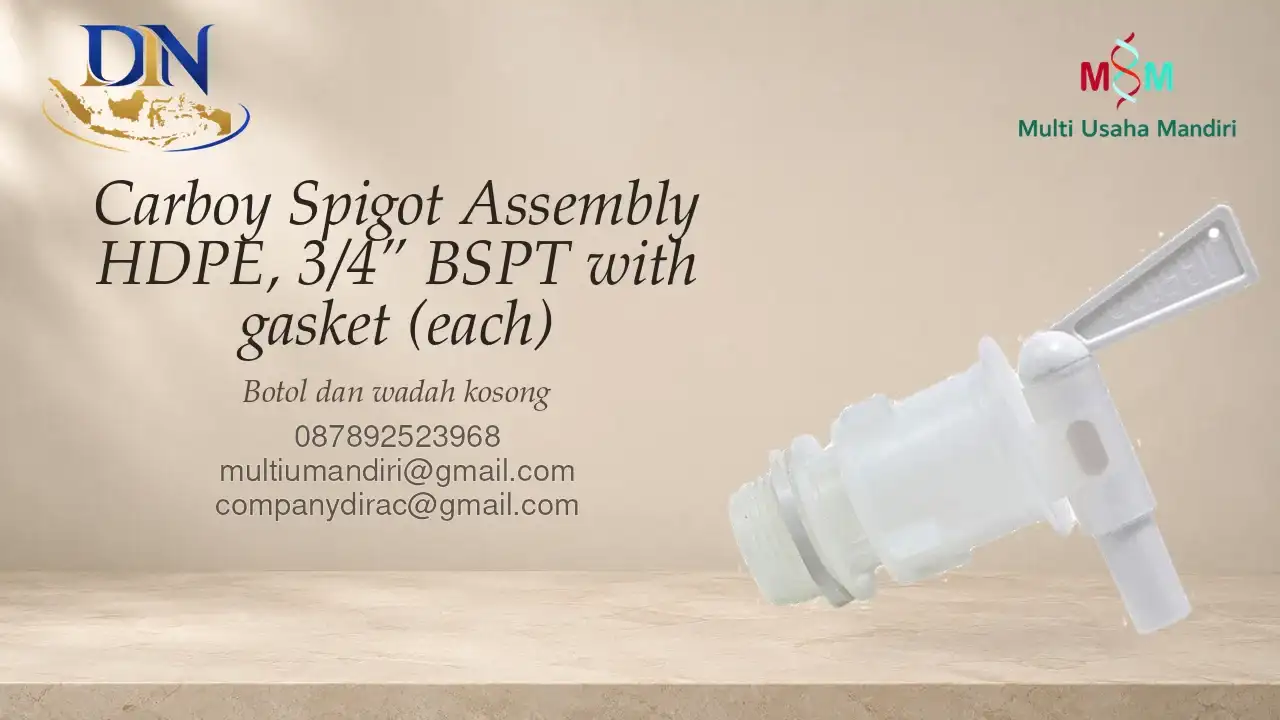 DN
M M
Multi Usaha Mandiri
Carboy Spigot Assembly
HDPE, 3/4” BSPT with
gasket (each)
Botol dan wadah kosong
087892523968
multiumandiri@gmail.com
companydirac@gmail.com